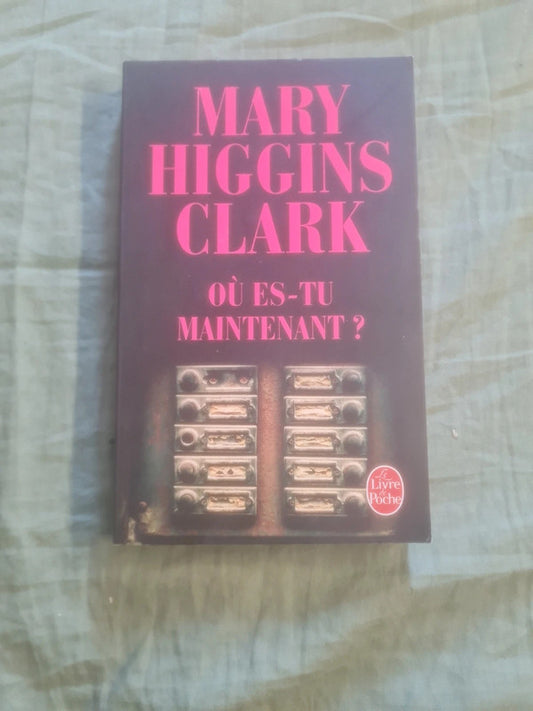 MARY
HIGGINS
CLARK
OÙ ES-TU
MAINTENANT ?
Le
Livre
de
Poche